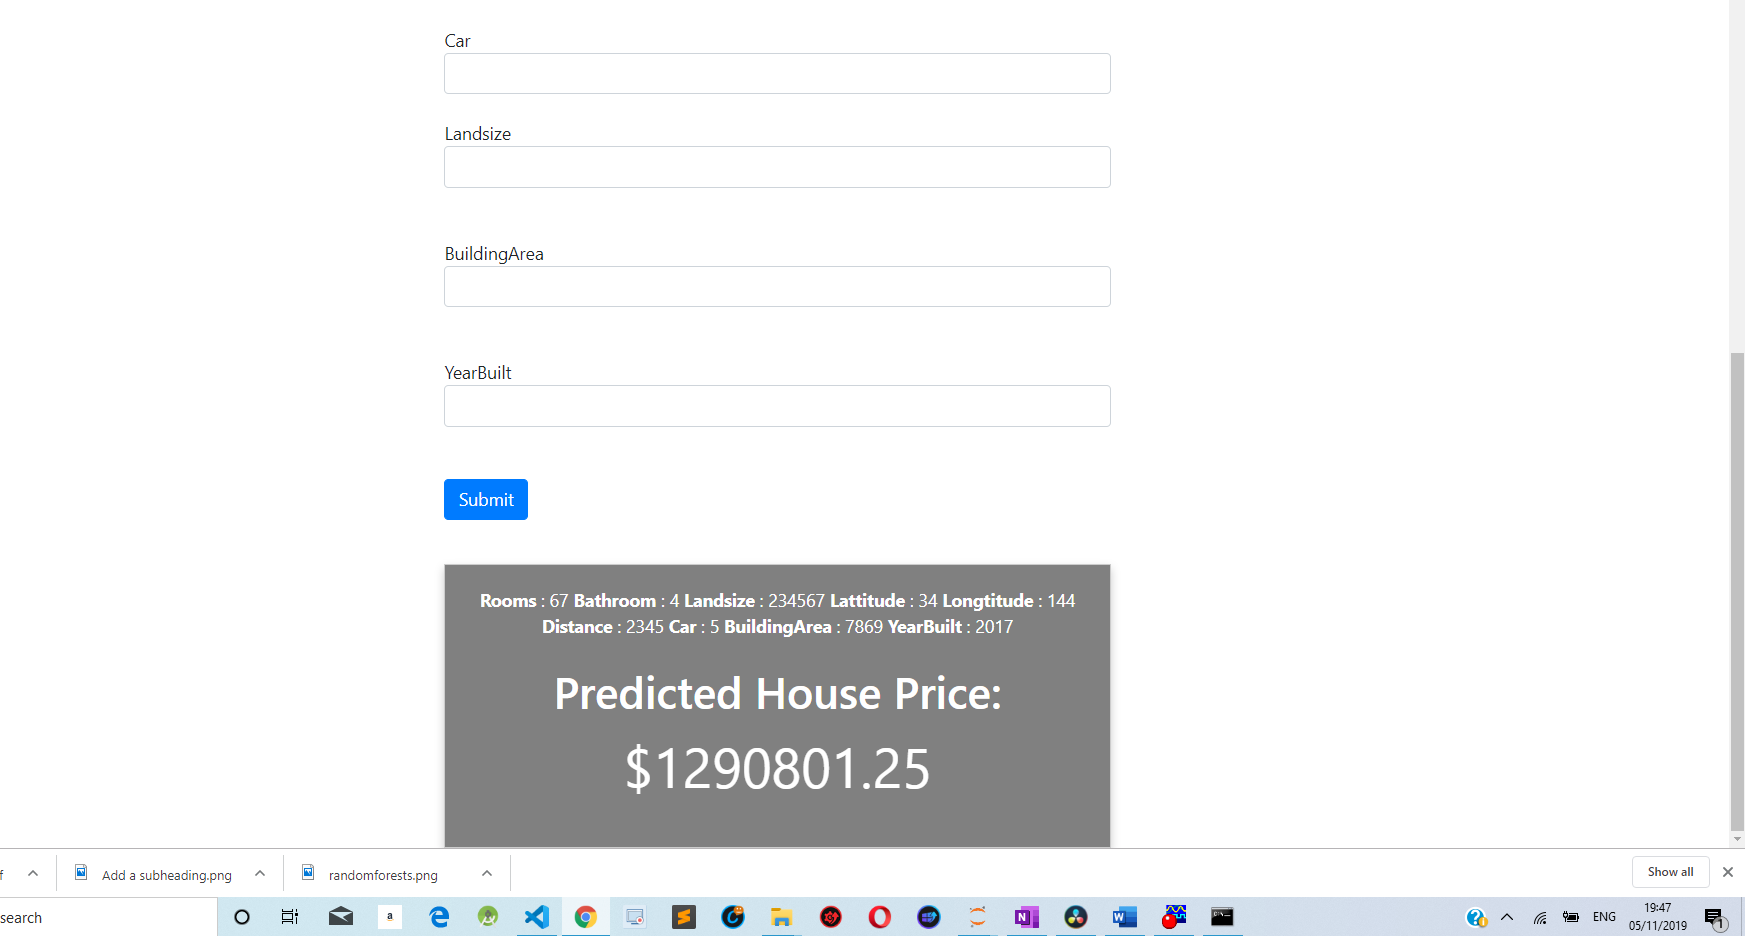 Car
Landsize
BuildingArea
YearBuilt
Submit
Rooms : 67 Bathroom : 4 Landsize : 234567 Lattitude : 34 Longtitude : 144
Distance : 2345 Car : 5 BuildingArea : 7869 YearBuilt : 2017
Predicted House Price:
$1290801.25
f
Add a subheading.png
randomforests.png
Show all
search
ENG
19:47
05/11/2019
1